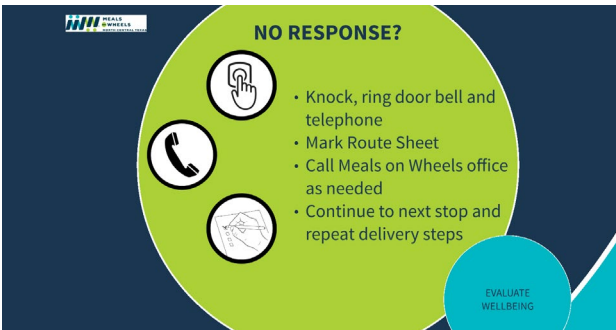 MEALS
ON WHEELS
NORTH CENTRAL TEXAS
NO RESPONSE?
• Knock, ring door bell and
telephone
• Mark Route Sheet
• Call Meals on Wheels office
as needed
• Continue to next stop and
repeat delivery steps
EVALUATE
WELLBEING